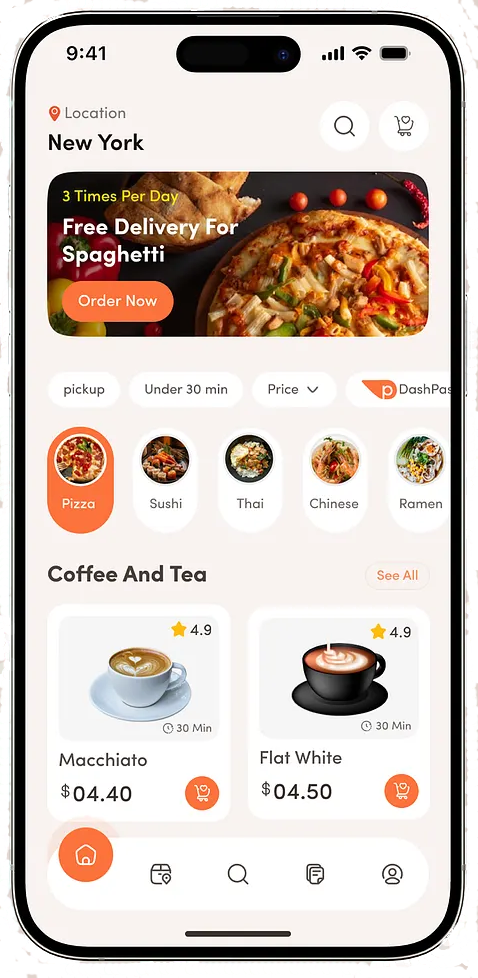 9:41
Location
New York
3 Times Per Day
Free Delivery For
Spaghetti
Order Now
pickup
Under 30 min
Price
p DashPas
Pizza
Sushi
Thai
Chinese
Ramen
Coffee And Tea
See All
4.9
4.9
30 Min
30 Min
Macchiato
Flat White
$04.40
$04.50